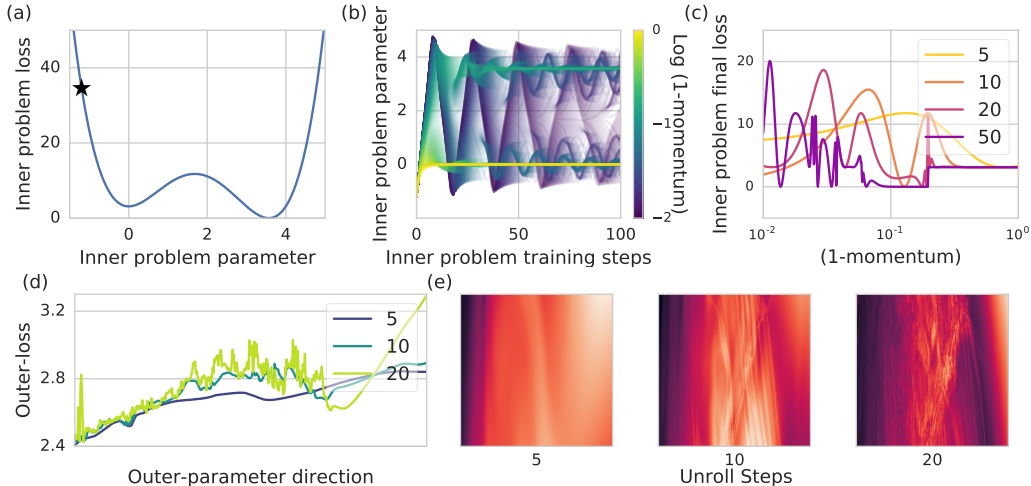 (a)
Inner problem loss
40
20
0
0
2
4
Inner problem parameter
(b)
Inner problem parameter
4
2
0
−2
0
50
100
Inner problem training steps
0
−1
−2
Log (1-momentum)
(c)
Inner problem final loss
20
10
0
10⁻²
10⁻¹
10⁰
(1-momentum)
5
10
20
50
(d)
Outer-loss
3.2
2.8
2.4
Outer-parameter direction
5
10
20
(e)
5
10
20
Unroll Steps